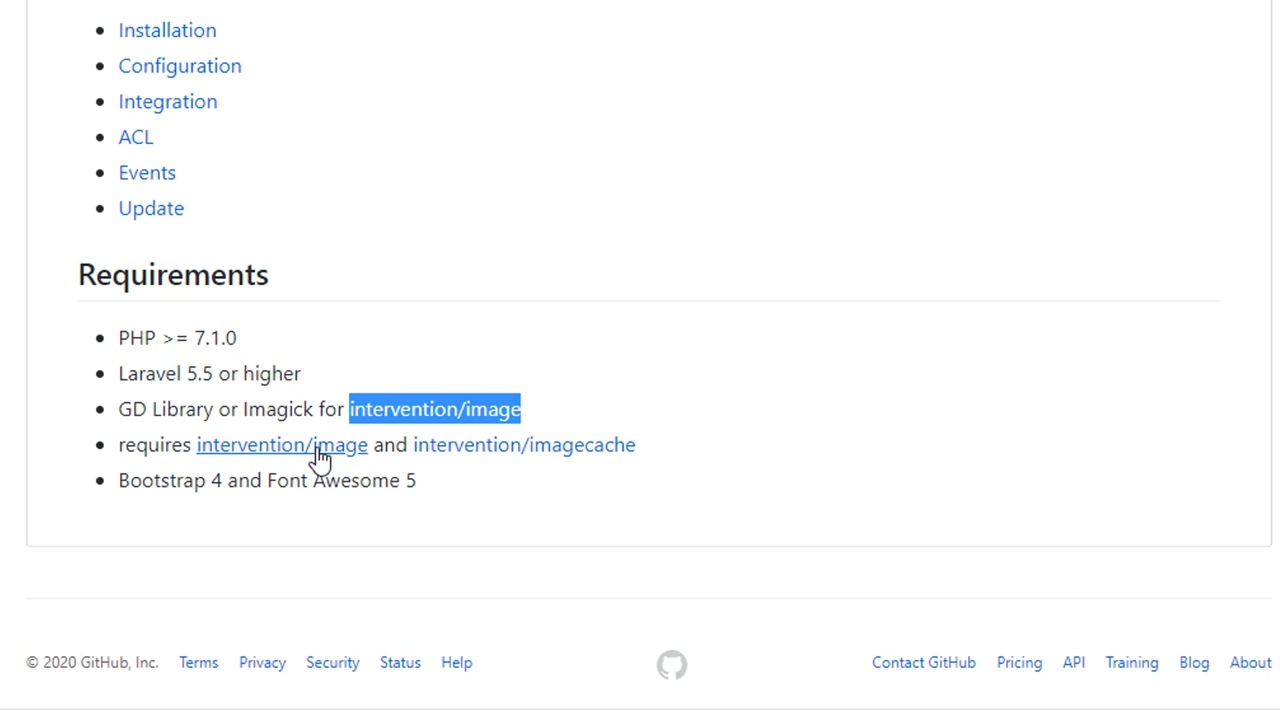 Installation
Configuration
Integration
ACL
Events
Update
Requirements
PHP >= 7.1.0
Laravel 5.5 or higher
GD Library or Imagick for intervention/image
requires intervention/image and intervention/imagecache
Bootstrap 4 and Font Awesome 5
© 2020 GitHub, Inc. Terms Privacy Security Status Help Contact GitHub Pricing API Training Blog About